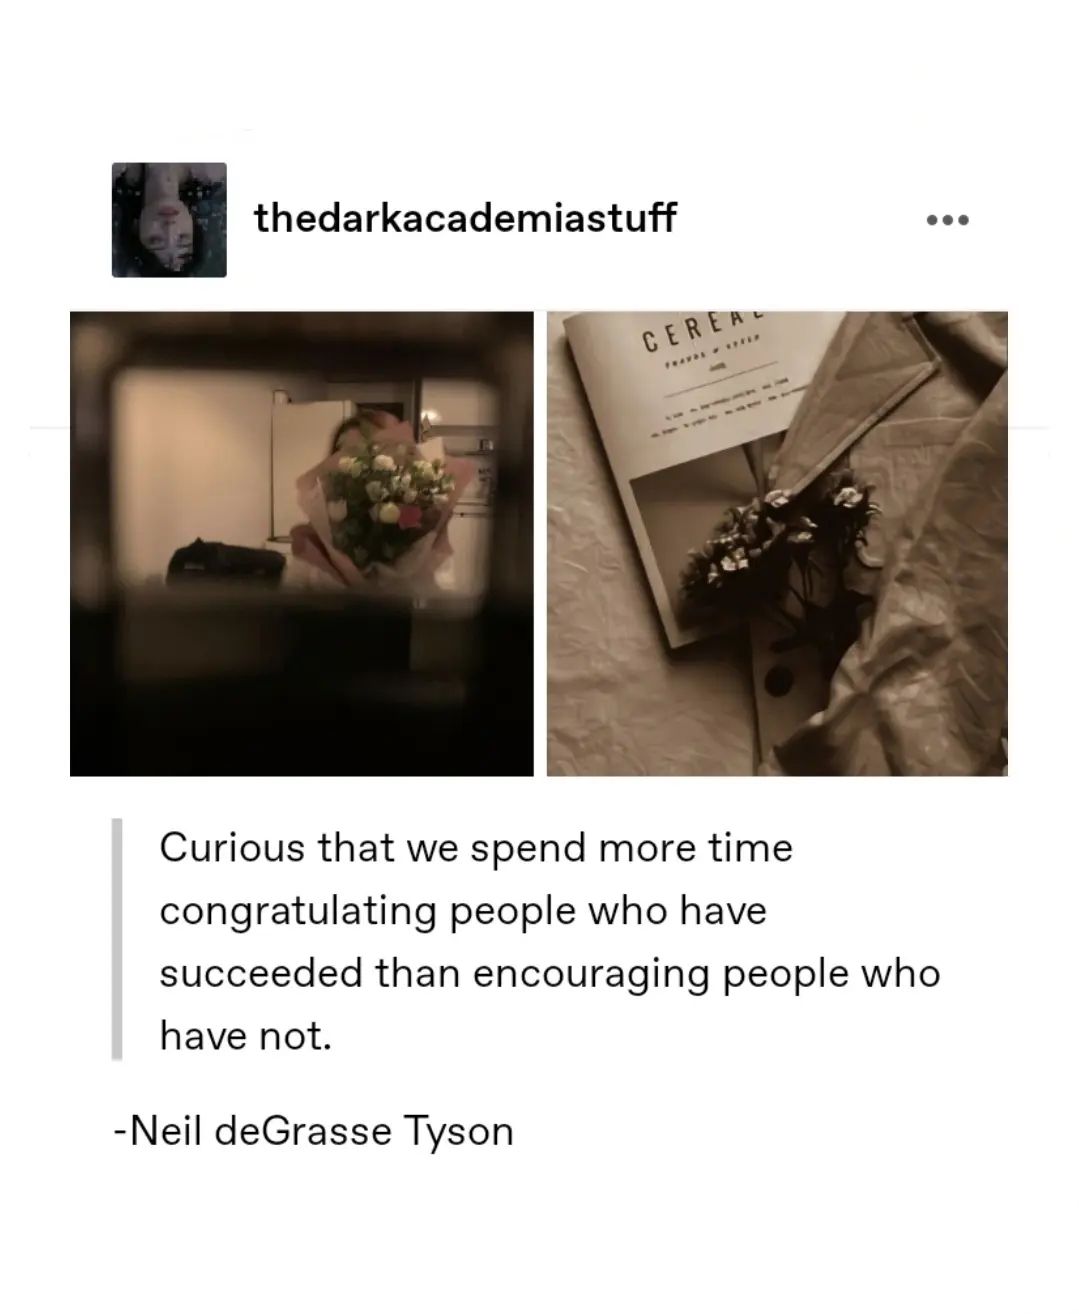 thedarkacademiastuff
CEREAL
Curious that we spend more time
congratulating people who have
succeeded than encouraging people who
have not.
-Neil deGrasse Tyson